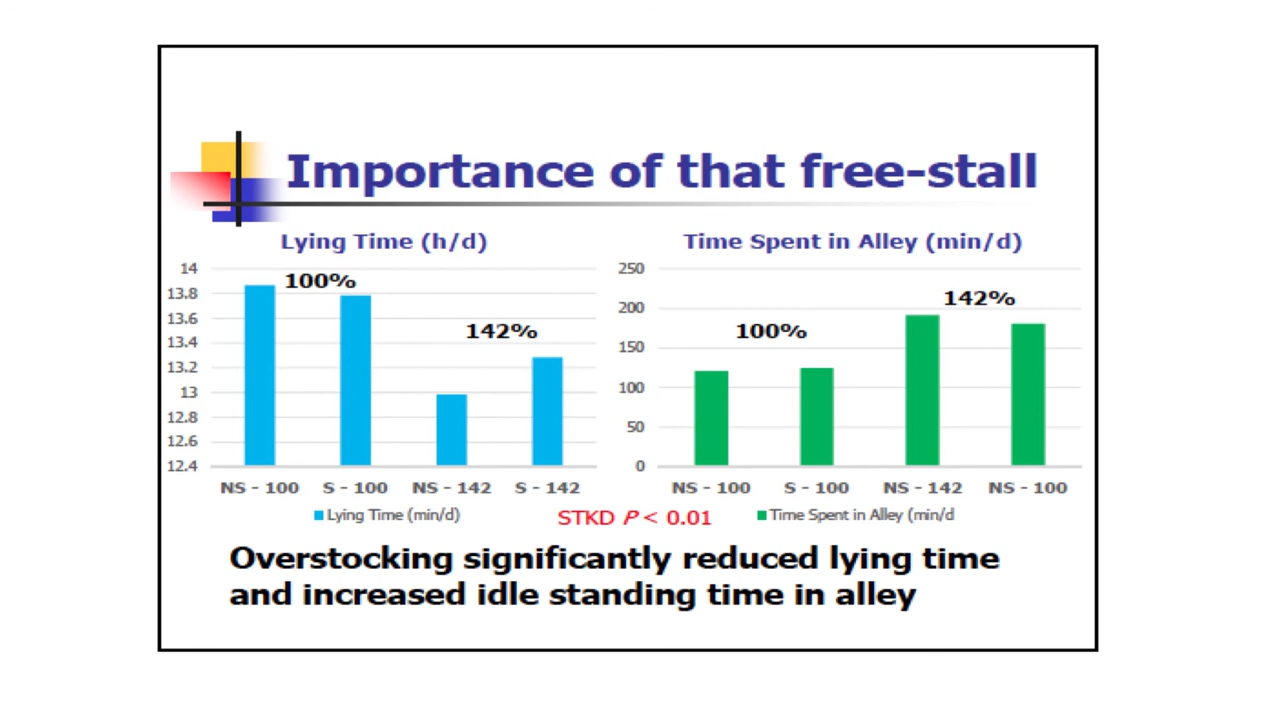 Importance of that free-stall
Lying Time (h/d)
14
13.8
13.6
13.4
13.2
13
12.8
12.6
12.4
100%
142%
NS - 100 S - 100 NS - 142 S - 142
Lying Time (min/d)
Time Spent in Alley (min/d)
250
200
150
100
50
0
100%
142%
NS - 100 S - 100 NS - 142 NS - 100
Time Spent in Alley (min/d
STKD P < 0.01
Overstocking significantly reduced lying time
and increased idle standing time in alley